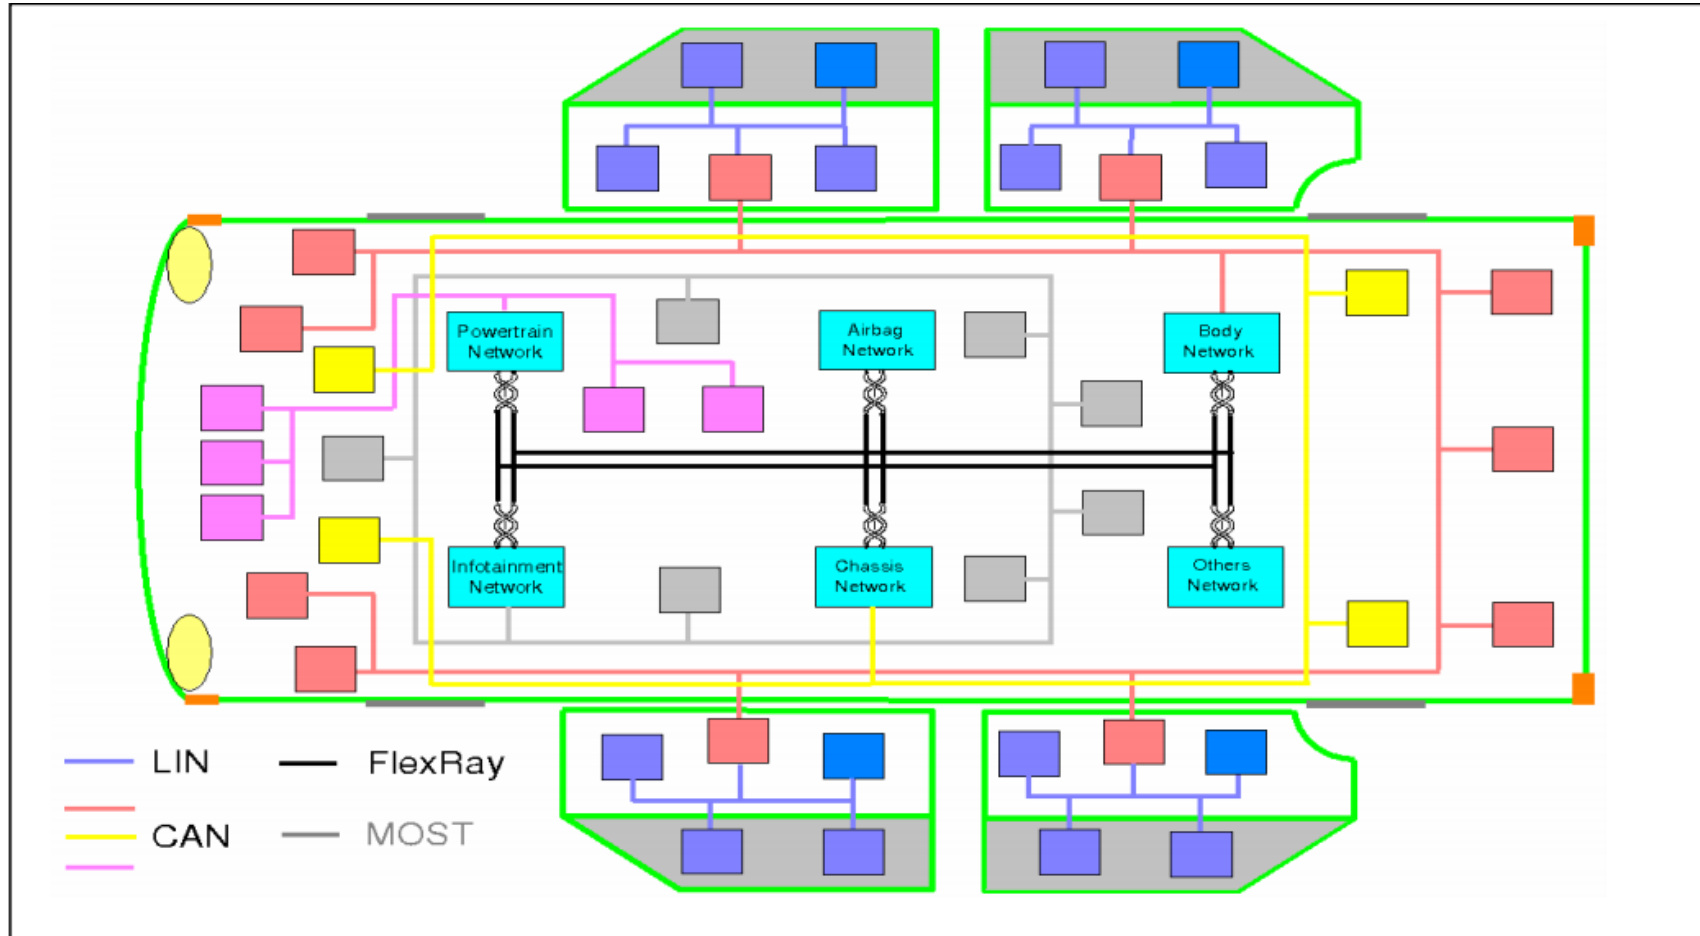 Powertrain
Network
Airbag
Network
Body
Network
Infotainment
Network
Chassis
Network
Others
Network
LIN
FlexRay
CAN
MOST